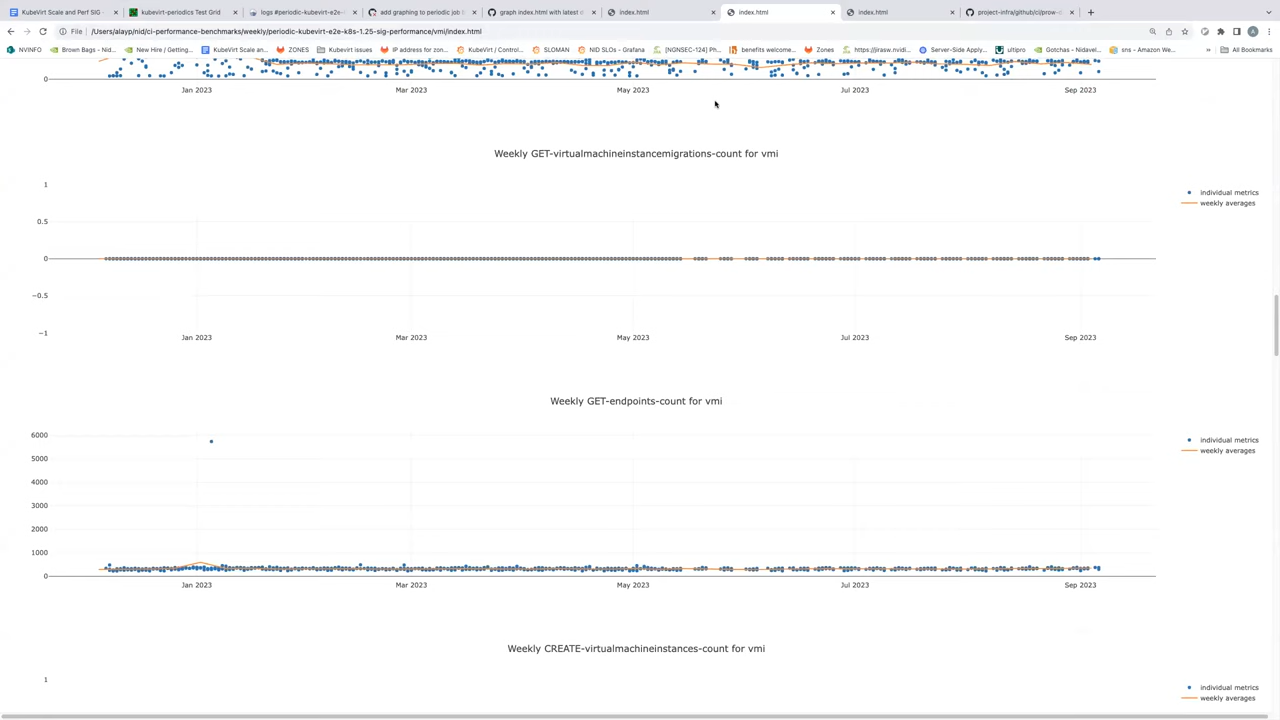 KubeVirt Scale and Perf SIG
kubevirt-periodics Test Grid
logs #periodic-kubevirt-e2e-
add graphing to periodic job
graph index.html with latest
index.html
index.html
index.html
project-infra/github/ci/prow-
File
/Users/alayp/nid/ci-performance-benchmarks/weekly/periodic-kubevirt-e2e-k8s-1.25-sig-performance/vmi/index.html
NVINFO
Brown Bags - Nid...
New Hire / Getting...
KubeVirt Scale an...
ZONES
Kubevirt issues
IP address for zon...
KubeVirt / Control...
SLOMAN
NID SLOs - Grafana
[NGNSEC-124] Ph...
benefits welcome...
Zones
https://jirasw.nvidi...
Server-Side Apply...
ultipro
Gotchas - Nidavel...
sns - Amazon We...
»
All Bookmarks
0
Jan 2023
Mar 2023
May 2023
Jul 2023
Sep 2023
Weekly GET-virtualmachineinstancemigrations-count for vmi
1
0.5
0
−0.5
−1
individual metrics
weekly averages
Jan 2023
Mar 2023
May 2023
Jul 2023
Sep 2023
Weekly GET-endpoints-count for vmi
6000
5000
4000
3000
2000
1000
0
individual metrics
weekly averages
Jan 2023
Mar 2023
May 2023
Jul 2023
Sep 2023
Weekly CREATE-virtualmachineinstances-count for vmi
1
individual metrics
weekly averages